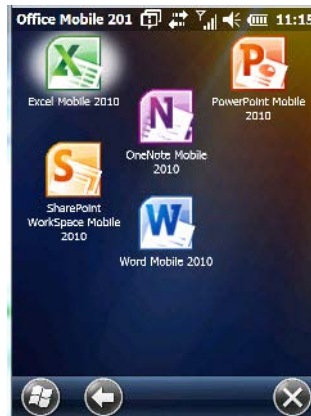 Office Mobile 201 11:15
Excel Mobile 2010
PowerPoint Mobile
2010
OneNote Mobile
2010
SharePoint
WorkSpace Mobile
2010
Word Mobile 2010